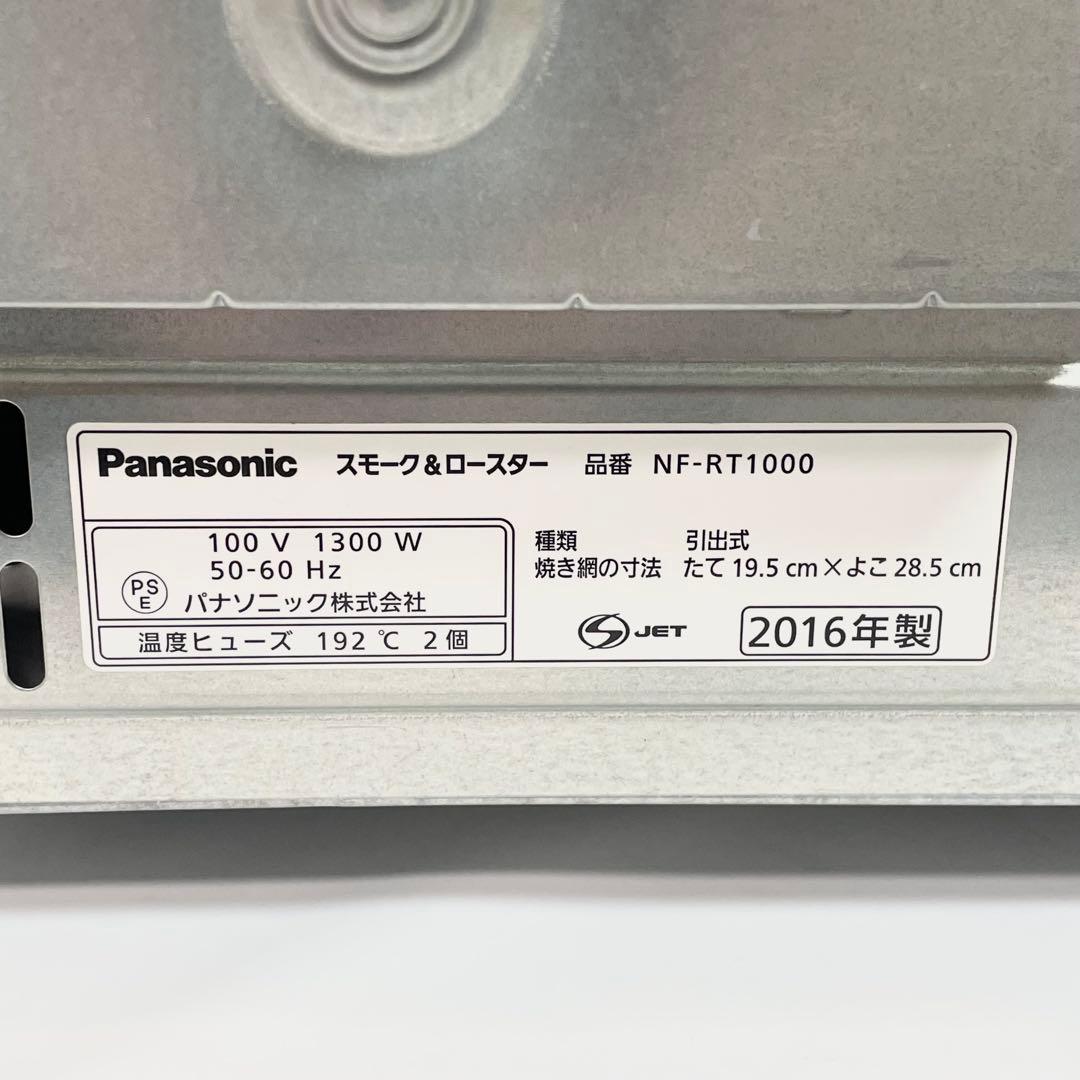 Panasonic スモーク&ロースター 品番 NF-RT1000
100 V 1300 W
50-60 Hz
PS
E
パナソニック株式会社
温度ヒューズ 192 ℃ 2個
種類 引出式
焼き網の寸法 たて 19.5 cm×よこ 28.5 cm
S JET 2016年製